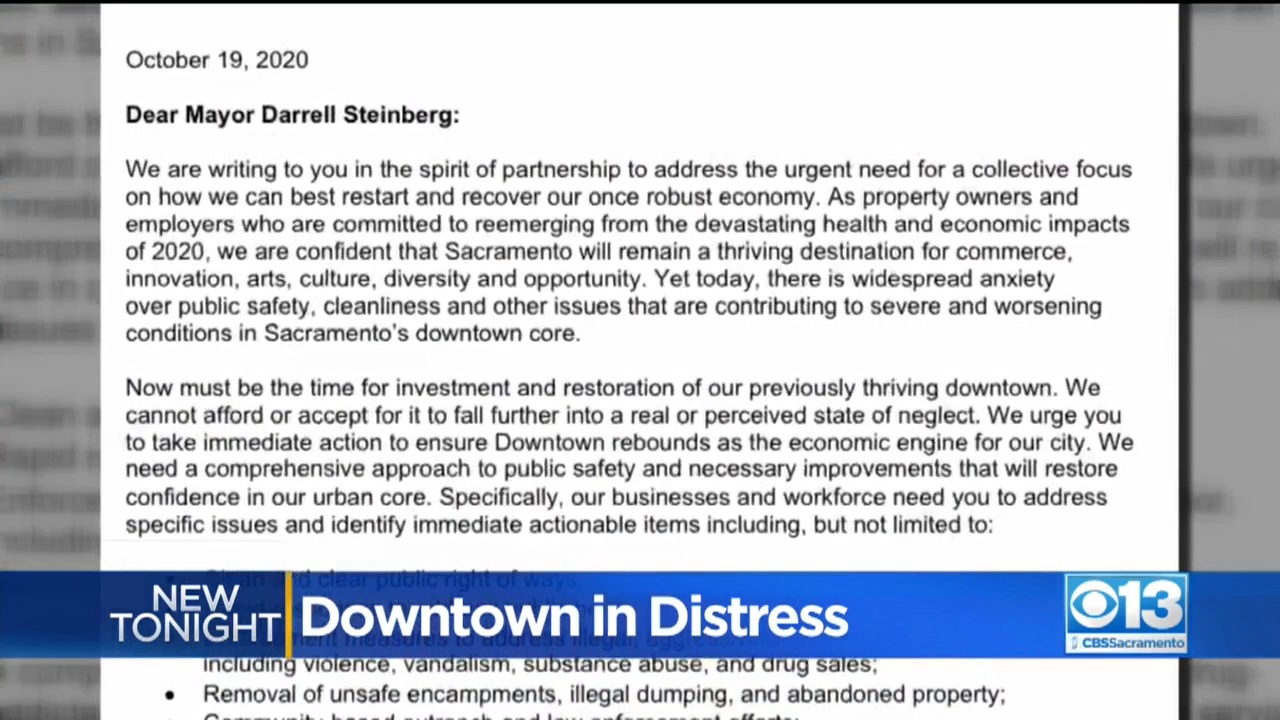 October 19, 2020
Dear Mayor Darrell Steinberg:
We are writing to you in the spirit of partnership to address the urgent need for a collective focus
on how we can best restart and recover our once robust economy. As property owners and
employers who are committed to reemerging from the devastating health and economic impacts
of 2020, we are confident that Sacramento will remain a thriving destination for commerce,
innovation, arts, culture, diversity and opportunity. Yet today, there is widespread anxiety
over public safety, cleanliness and other issues that are contributing to severe and worsening
conditions in Sacramento's downtown core.
Now must be the time for investment and restoration of our previously thriving downtown. We
cannot afford or accept for it to fall further into a real or perceived state of neglect. We urge you
to take immediate action to ensure Downtown rebounds as the economic engine for our city. We
need a comprehensive approach to public safety and necessary improvements that will restore
confidence in our urban core. Specifically, our businesses and workforce need you to address
specific issues and identify immediate actionable items including, but not limited to:
and clear public right of ways.
NEW
TONIGHT
Downtown in Distress
13
CBSSacramento
measures to address illegal,
including violence, vandalism, substance abuse, and drug sales;
• Removal of unsafe encampments, illegal dumping, and abandoned property;